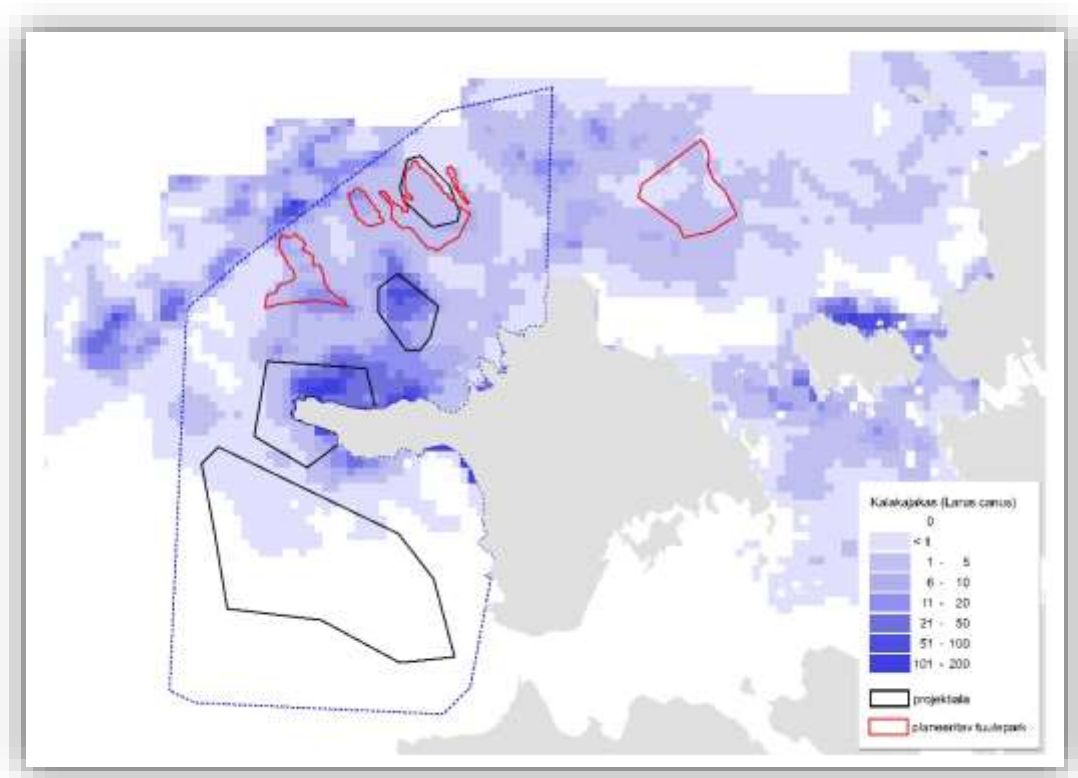 Kalakajakas (Larus canus)
0
< 1
1 - 5
6 - 10
11 - 20
21 - 50
51 - 100
101 - 200
projektiala
planeeritav tuulepark